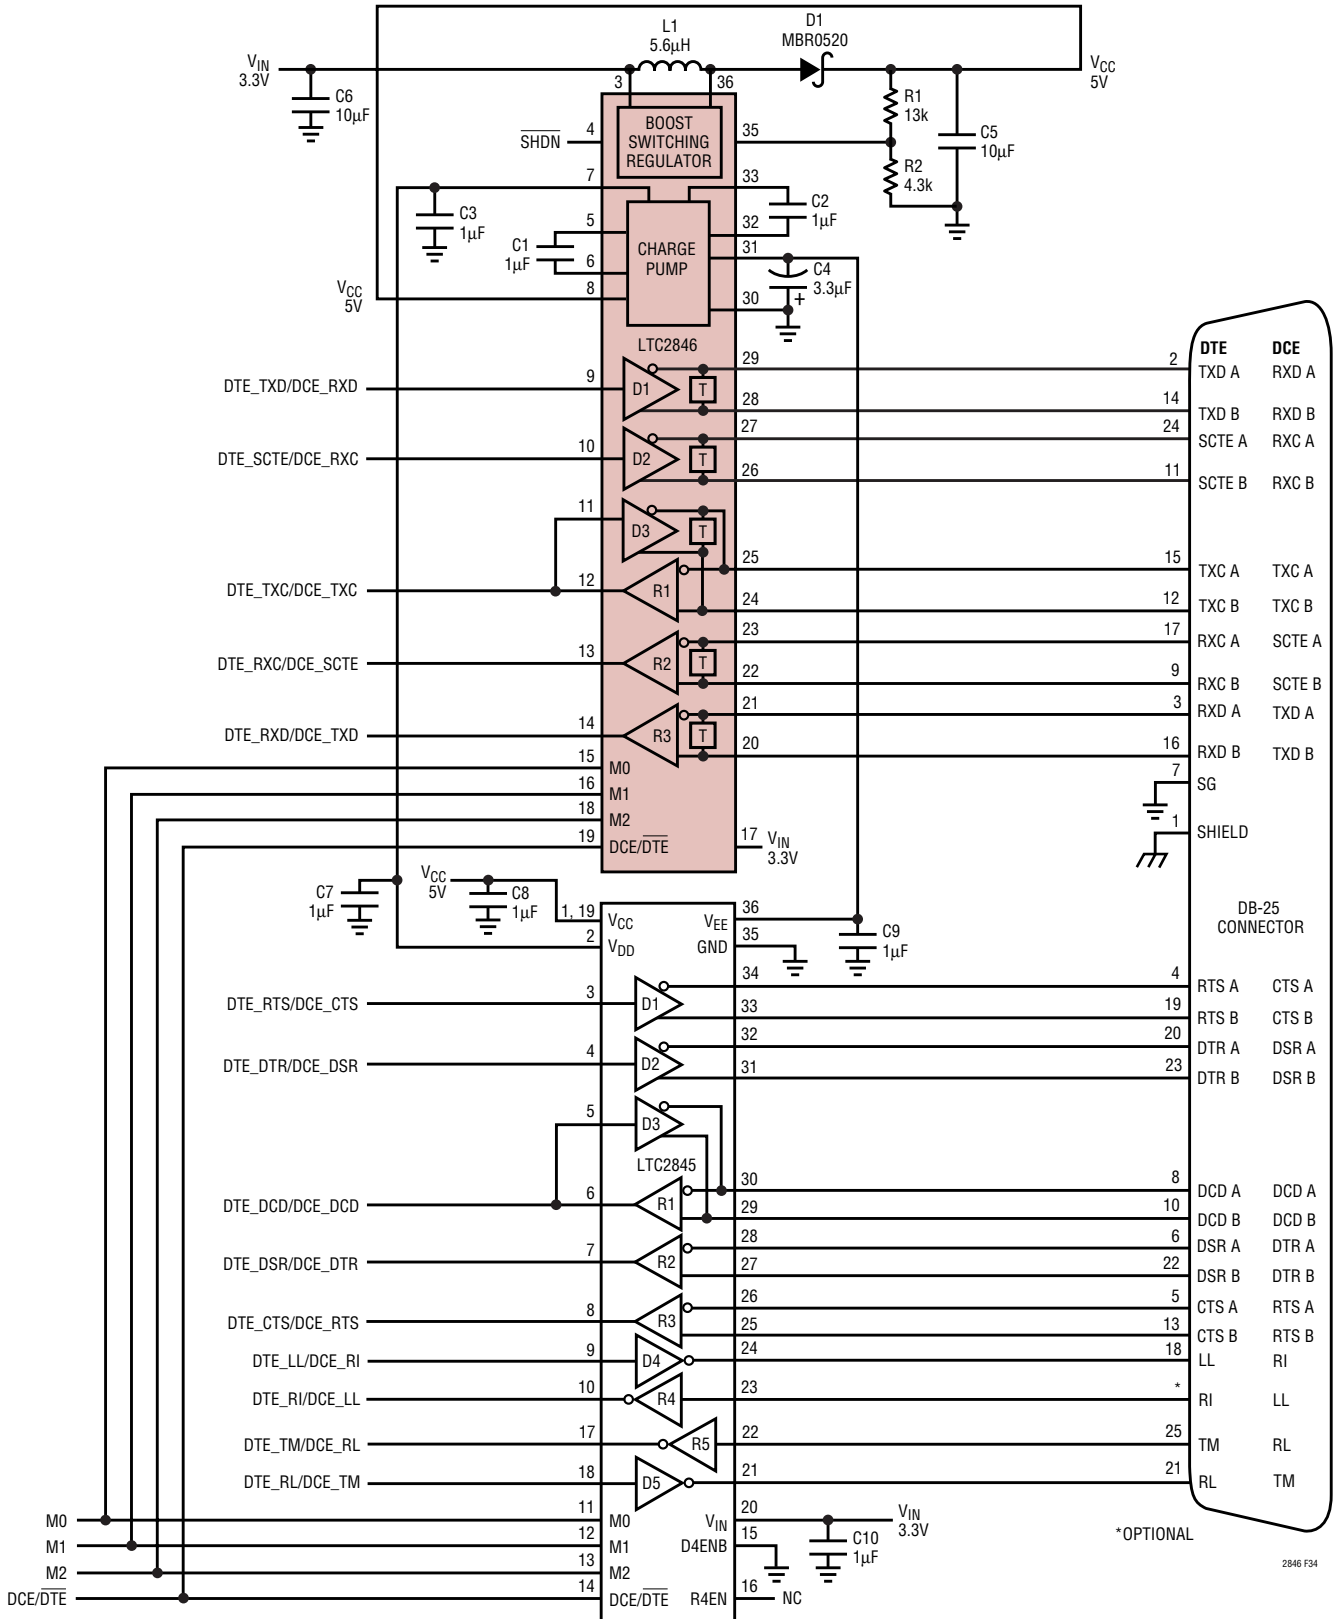 L1
5.6µH
D1
MBR0520
VIN
3.3V
3
36
VCC
5V
C6
10µF
R1
13k
C5
10µF
R2
4.3k
SHDN
4
BOOST
SWITCHING
REGULATOR
35
7
33
C3
1µF
C2
1µF
5
32
C1
1µF
CHARGE
PUMP
31
6
C4
3.3µF
+
8
30
VCC
5V
LTC2846
DTE_TXD/DCE_RXD
9
D1
T
29
28
DTE_SCTE/DCE_RXC
10
D2
T
27
26
11
D3
T
DTE_TXC/DCE_TXC
12
R1
25
24
DTE_RXC/DCE_SCTE
13
R2
T
23
22
DTE_RXD/DCE_TXD
14
R3
T
21
20
15
M0
16
M1
18
M2
19
DCE/DTE
17
VIN
3.3V
DTE DCE
2 TXD A RXD A
14 TXD B RXD B
24 SCTE A RXC A
11 SCTE B RXC B
15 TXC A TXC A
12 TXC B TXC B
17 RXC A SCTE A
9 RXC B SCTE B
3 RXD A TXD A
16 RXD B TXD B
7 SG
1 SHIELD
DB-25
CONNECTOR
C7
1µF
VCC
5V
C8
1µF
1, 19
VCC
2
VDD
VEE
36
GND
35
C9
1µF
DTE_RTS/DCE_CTS
3
D1
34
33
DTE_DTR/DCE_DSR
4
D2
32
31
5
D3
LTC2845
DTE_DCD/DCE_DCD
6
R1
30
29
DTE_DSR/DCE_DTR
7
R2
28
27
DTE_CTS/DCE_RTS
8
R3
26
25
DTE_LL/DCE_RI
9
D4
24
DTE_RI/DCE_LL
10
R4
23
DTE_TM/DCE_RL
17
R5
22
DTE_RL/DCE_TM
18
D5
21
4 RTS A CTS A
19 RTS B CTS B
20 DTR A DSR A
23 DTR B DSR B
8 DCD A DCD A
10 DCD B DCD B
6 DSR A DTR A
22 DSR B DTR B
5 CTS A RTS A
13 CTS B RTS B
18 LL RI
* RI LL
25 TM RL
21 RL TM
M0
11
M0
M1
12
M1
M2
13
M2
DCE/DTE
14
DCE/DTE
VIN
20
VIN
3.3V
D4ENB
15
C10
1µF
R4EN
16
NC
*OPTIONAL
2846 F34